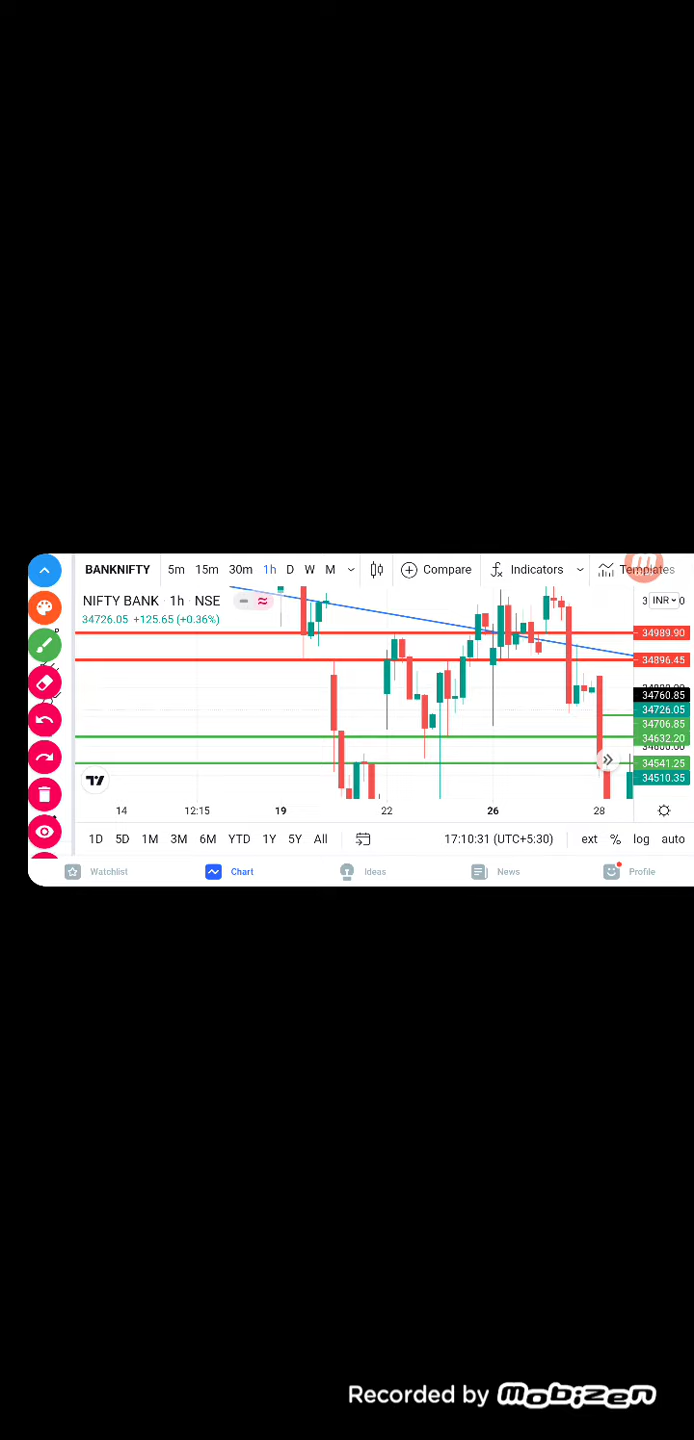 BANKNIFTY 5m 15m 30m 1h D W M Compare Indicators Templates
NIFTY BANK · 1h · NSE
INR
34726.05 +125.65 (+0.36%)
34989.90
34896.45
34760.85
34726.05
34706.85
34632.20
34541.25
34510.35
14 12:15 19 22 26 28
1D 5D 1M 3M 6M YTD 1Y 5Y All 17:10:31 (UTC+5:30) ext % log auto
Watchlist Chart Ideas News Profile
Recorded by mobizen